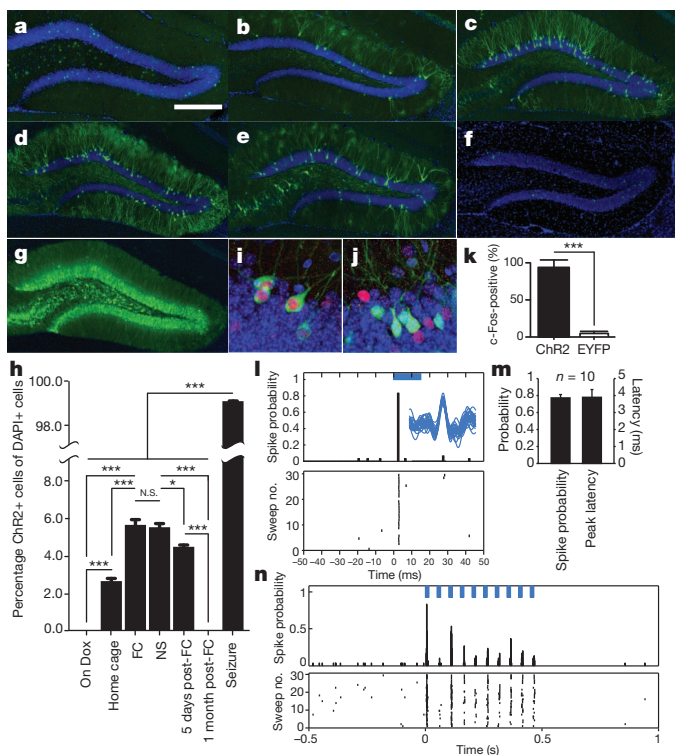 a
b
c
d
e
f
g
i
j
k
c-Fos-positive (%)
100
50
0
***
ChR2
EYFP
h
Percentage ChR2+ cells of DAPI+ cells
99.0
98.0
8.0
6.0
4.0
2.0
0.0
***
***
***
***
N.S.
*
***
***
On Dox
Home cage
FC
NS
5 days post-FC
1 month post-FC
Seizure
l
Spike probability
1
0.8
0.6
0.4
0.2
0
Sweep no.
30
20
10
0
−50
−40
−30
−20
−10
0
10
20
30
40
50
Time (ms)
m
n = 10
Probability
1
0.8
0.6
0.4
0.2
0
Latency (ms)
5
4
3
2
1
0
Spike probability
Peak latency
n
Spike probability
1
0.5
0
Sweep no.
30
20
10
0
−0.5
0
0.5
1
Time (s)